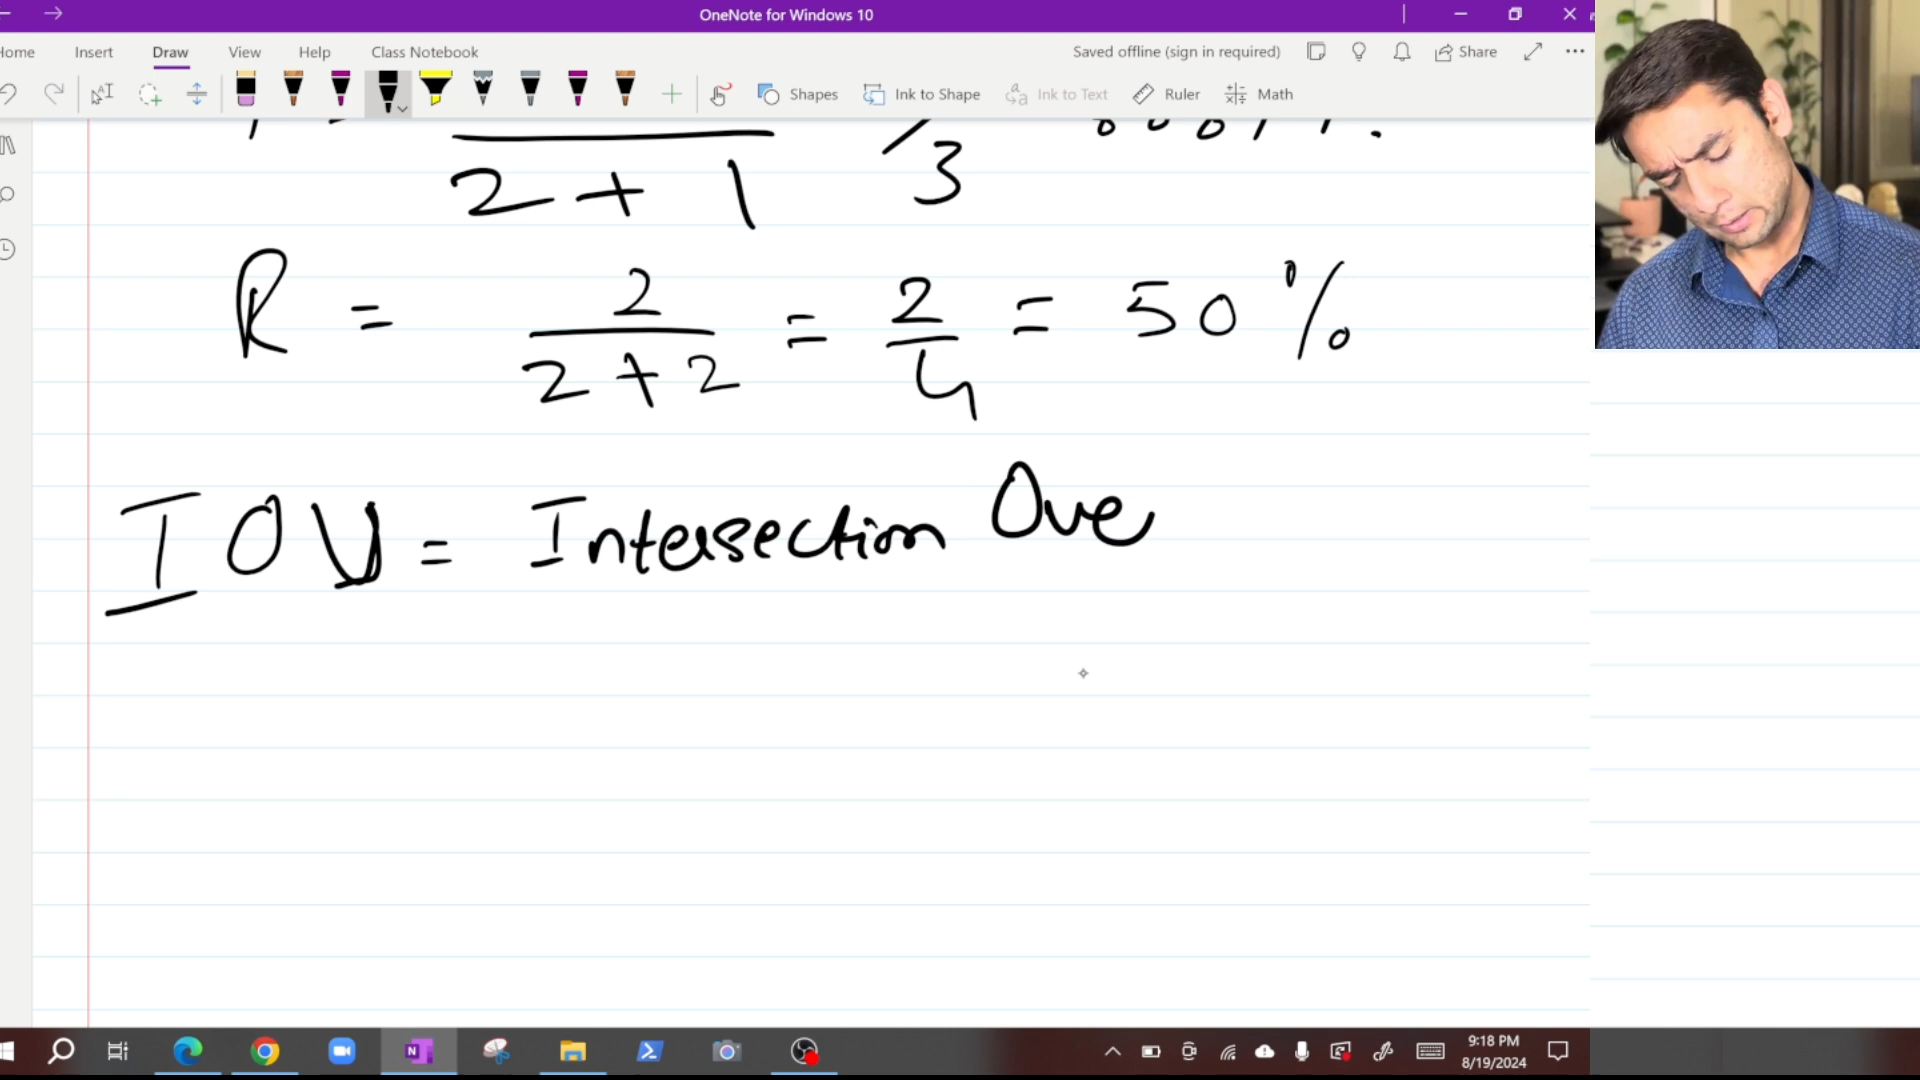 OneNote for Windows 10
Home Insert Draw View Help Class Notebook Saved offline (sign in required) Share
Shapes Ink to Shape Ink to Text Ruler Math
2 + 1 3
R = 2 / 2 + 2 = 2 / 4 = 50 %
IOU = Intersection Ove
9:18 PM
8/19/2024